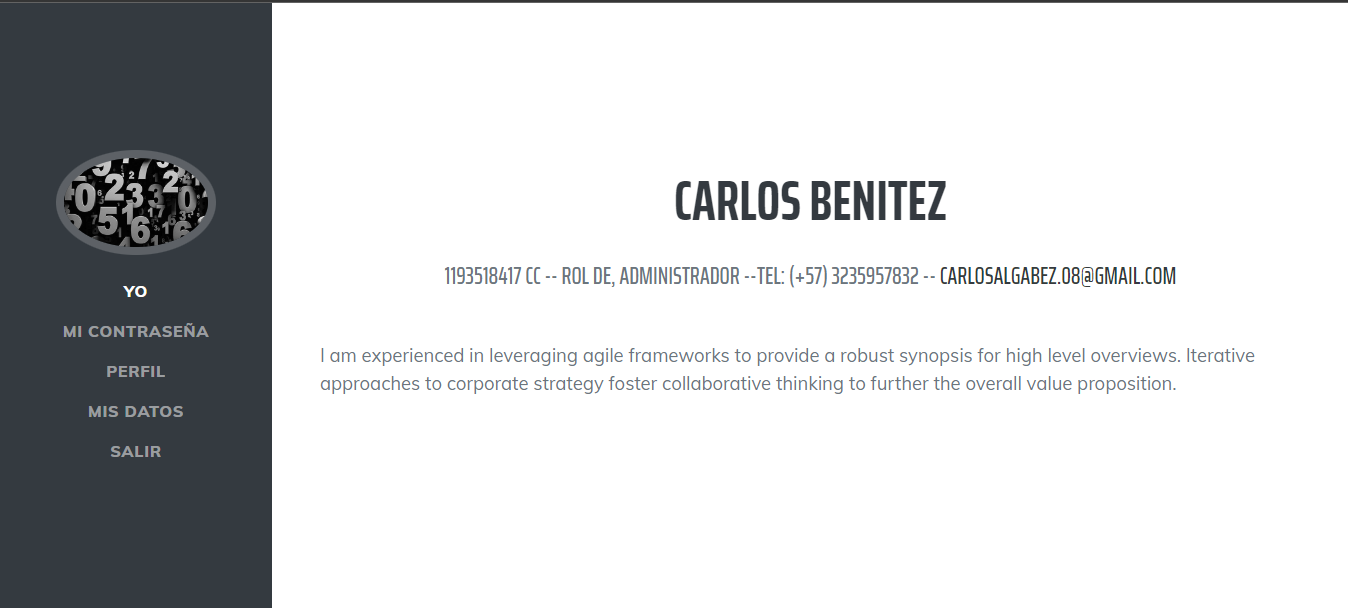 YO
MI CONTRASEÑA
PERFIL
MIS DATOS
SALIR
CARLOS BENITEZ
1193518417 CC -- ROL DE, ADMINISTRADOR --TEL: (+57) 3235957832 -- CARLOSALGABEZ.08@GMAIL.COM
I am experienced in leveraging agile frameworks to provide a robust synopsis for high level overviews. Iterative
approaches to corporate strategy foster collaborative thinking to further the overall value proposition.